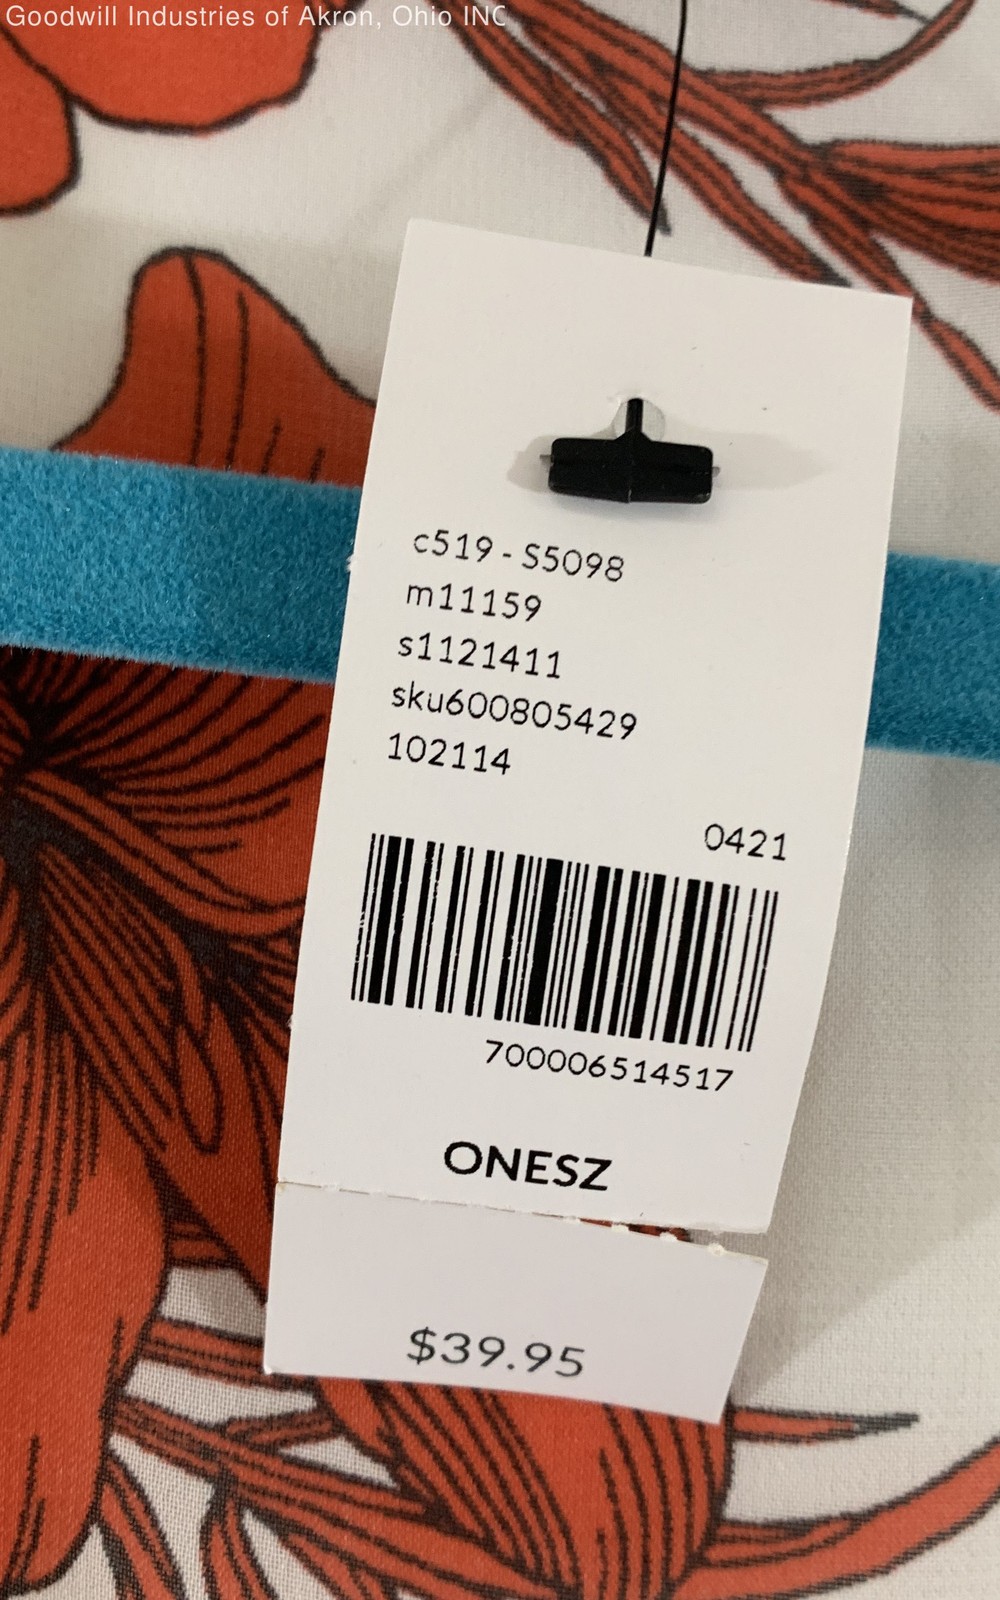 Goodwill Industries of Akron, Ohio INC
c519 - S5098
m11159
s1121411
sku600805429
102114
0421
700006514517
ONESZ
$39.95